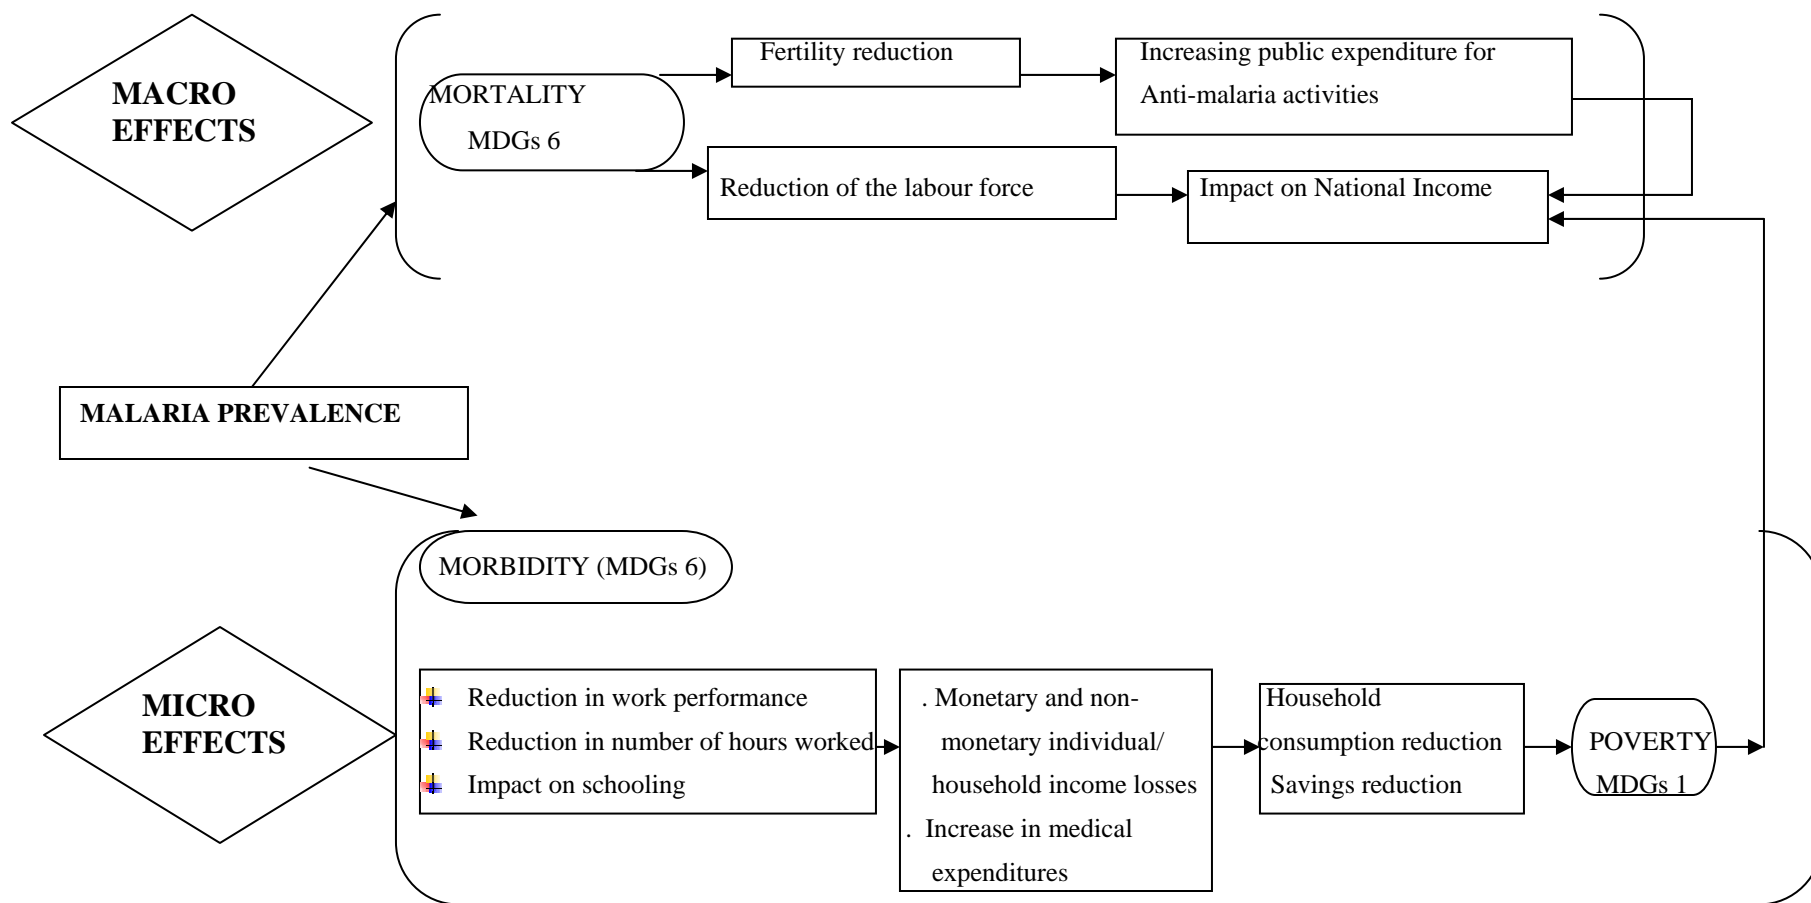 MACRO
EFFECTS
MORTALITY
MDGs 6
Fertility reduction
Increasing public expenditure for
Anti-malaria activities
Reduction of the labour force
Impact on National Income
MALARIA PREVALENCE
MORBIDITY (MDGs 6)
MICRO
EFFECTS
Reduction in work performance
Reduction in number of hours worked
Impact on schooling
. Monetary and non-
monetary individual/
household income losses
. Increase in medical
expenditures
Household
consumption reduction
Savings reduction
POVERTY
MDGs 1